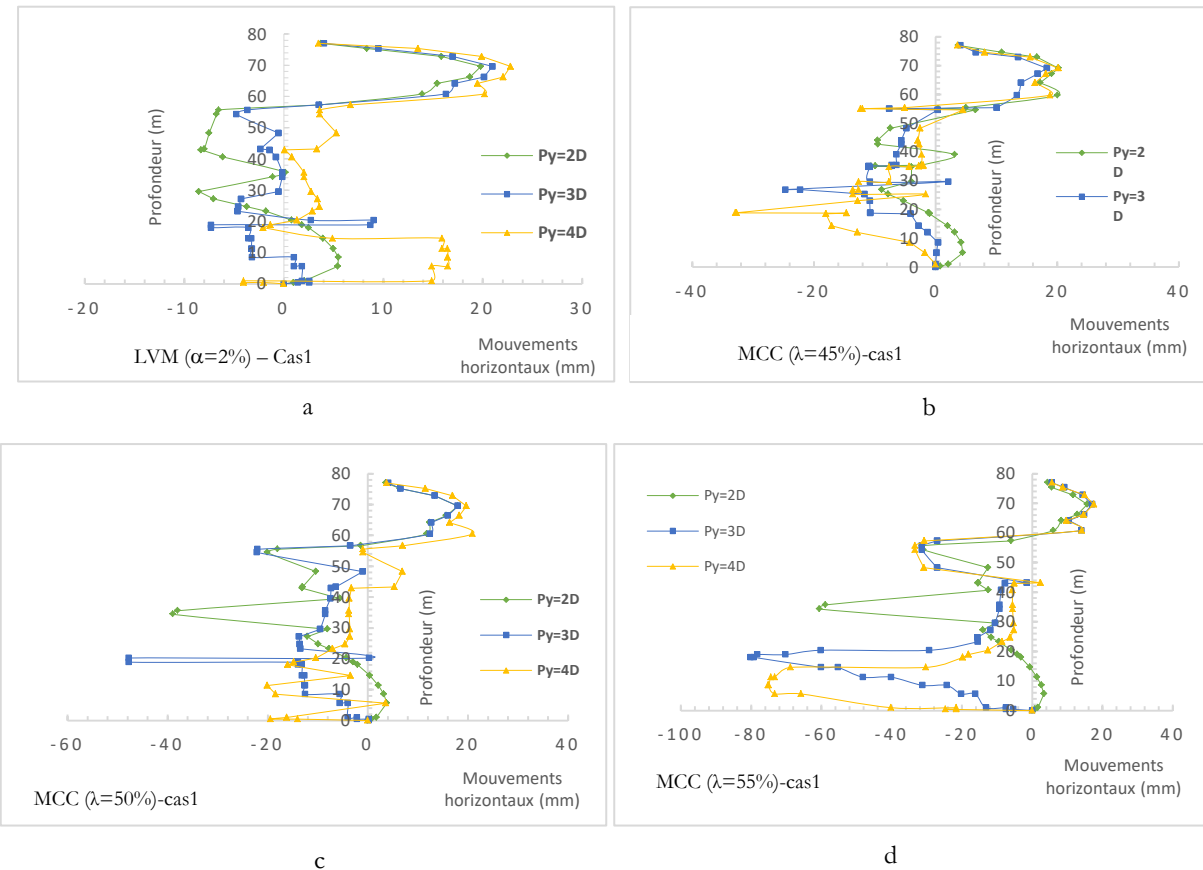 80
70
60
50
40
30
20
10
0
Profondeur (m)
Py=2D
Py=3D
Py=4D
-20 -10 0 10 20 30
Mouvements
horizontaux (mm)
LVM (α=2%) – Cas1
a
80
70
60
50
40
30
20
10
0
Profondeur (m)
Py=2
D
Py=3
D
-40 -20 0 20 40
Mouvements
horizontaux (mm)
MCC (λ=45%)-cas1
b
80
70
60
50
40
30
20
10
0
Profondeur (m)
Py=2D
Py=3D
Py=4D
-60 -40 -20 0 20 40
Mouvements
horizontaux (mm)
MCC (λ=50%)-cas1
c
80
70
60
50
40
30
20
10
0
Profondeur (m)
Py=2D
Py=3D
Py=4D
-100 -80 -60 -40 -20 0 20 40
Mouvements
horizontaux (mm)
MCC (λ=55%)-cas1
d